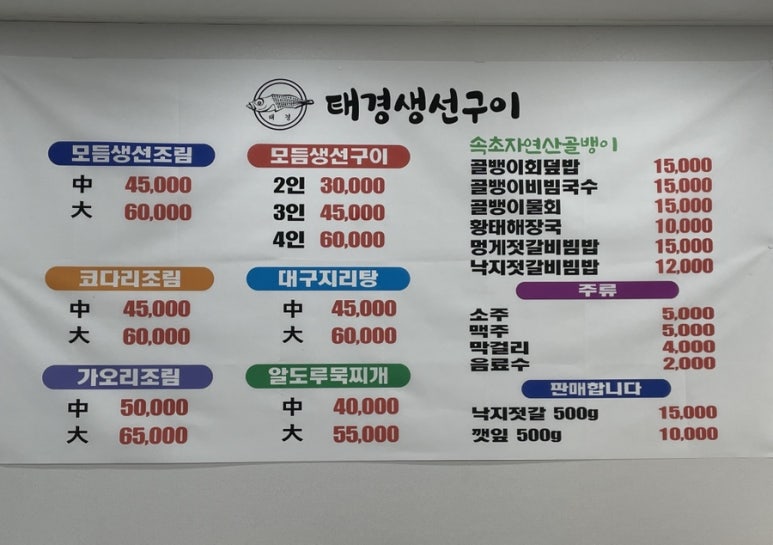 태경
태경생선구이
모듬생선조림
中 45,000
大 60,000
모듬생선구이
2인 30,000
3인 45,000
4인 60,000
코다리조림
中 45,000
大 60,000
대구지리탕
中 45,000
大 60,000
가오리조림
中 50,000
大 65,000
알도루묵찌개
中 40,000
大 55,000
속초자연산골뱅이
골뱅이회덮밥 15,000
골뱅이비빔국수 15,000
골뱅이물회 15,000
황태해장국 10,000
멍게젓갈비빔밥 15,000
낙지젓갈비빔밥 12,000
주류
소주 5,000
맥주 5,000
막걸리 4,000
음료수 2,000
판매합니다
낙지젓갈 500g 15,000
깻잎 500g 10,000